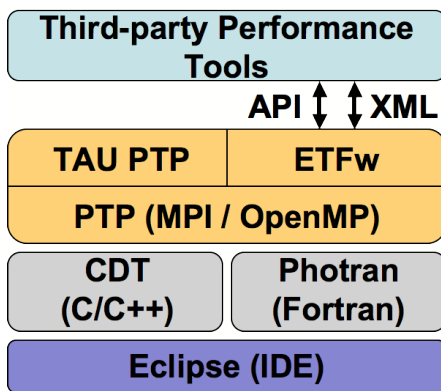 Third-party Performance
Tools
API XML
TAU PTP ETFw
PTP (MPI / OpenMP)
CDT Photran
(C/C++) (Fortran)
Eclipse (IDE)